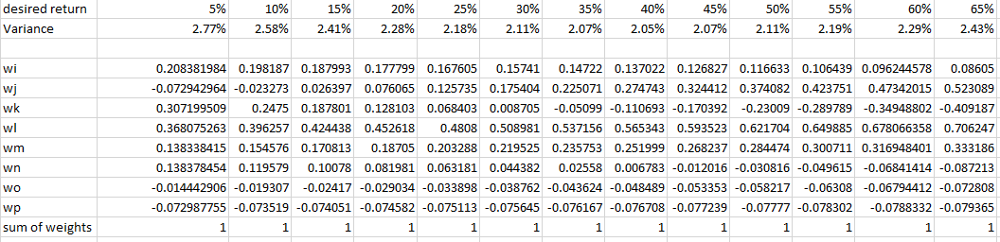 desired return 5% 10% 15% 20% 25% 30% 35% 40% 45% 50% 55% 60% 65%
Variance 2.77% 2.58% 2.41% 2.28% 2.18% 2.11% 2.07% 2.05% 2.07% 2.11% 2.19% 2.29% 2.43%
wi 0.208381984 0.198187 0.187993 0.177799 0.167605 0.15741 0.14722 0.137022 0.126827 0.116633 0.106439 0.096244578 0.08605
wj -0.072942964 -0.023273 0.026397 0.076065 0.125735 0.175404 0.225071 0.274743 0.324412 0.374082 0.423751 0.47342015 0.523089
wk 0.307199509 0.2475 0.187801 0.128103 0.068403 0.008705 -0.05099 -0.110693 -0.170392 -0.23009 -0.289789 -0.34948802 -0.409187
wl 0.368075263 0.396257 0.424438 0.452618 0.4808 0.508981 0.537156 0.565343 0.593523 0.621704 0.649885 0.678066358 0.706247
wm 0.138338415 0.154576 0.170813 0.18705 0.203288 0.219525 0.235753 0.251999 0.268237 0.284474 0.300711 0.316948401 0.333186
wn 0.138378454 0.119579 0.10078 0.081981 0.063181 0.044382 0.02558 0.006783 -0.012016 -0.030816 -0.049615 -0.06841414 -0.087213
wo -0.014442906 -0.019307 -0.02417 -0.029034 -0.033898 -0.038762 -0.043624 -0.048489 -0.053353 -0.058217 -0.06308 -0.06794412 -0.072808
wp -0.072987755 -0.073519 -0.074051 -0.074582 -0.075113 -0.075645 -0.076167 -0.076708 -0.077239 -0.07777 -0.078302 -0.0788332 -0.079365
sum of weights 1 1 1 1 1 1 1 1 1 1 1 1 1